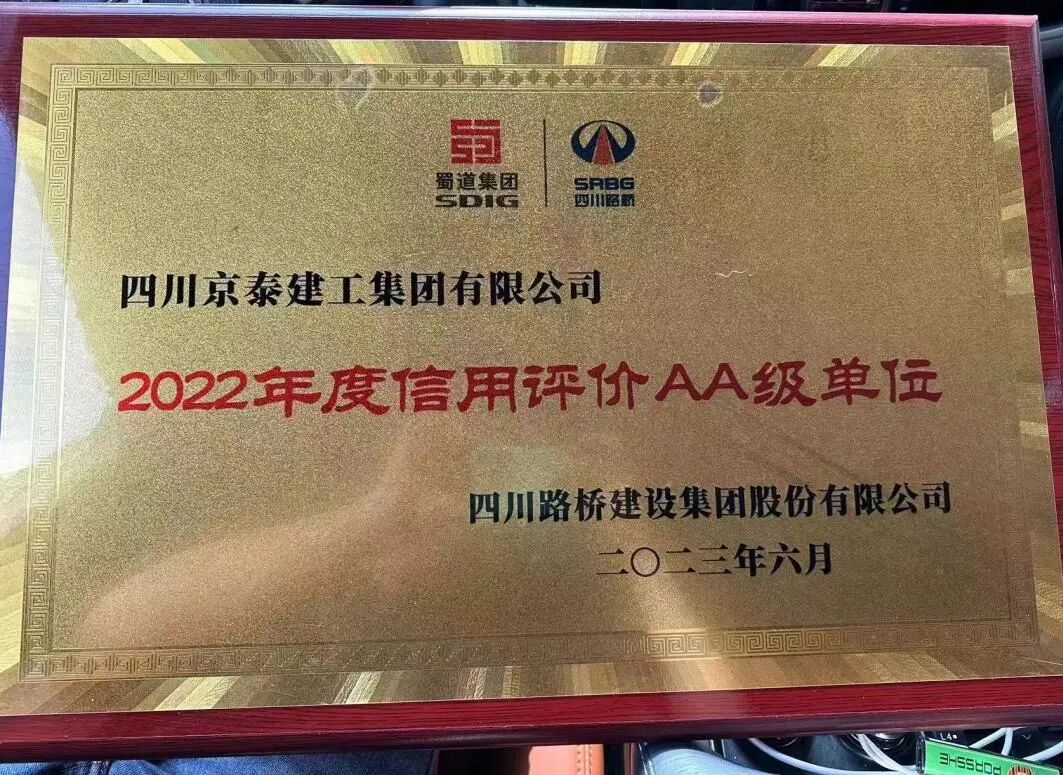 蜀道集团
SDIG
SRBG
四川路桥
四川京泰建工集团有限公司
2022年度信用评价AA级单位
四川路桥建设集团股份有限公司
二〇二三年六月
L4
PORSSHE